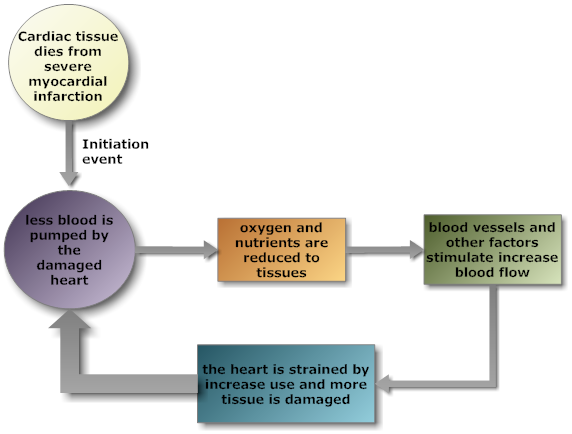 Cardiac tissue
dies from
severe
myocardial
infarction
Initiation
event
less blood is
pumped by
the
damaged
heart
oxygen and
nutrients are
reduced to
tissues
blood vessels and
other factors
stimulate increase
blood flow
the heart is strained by
increase use and more
tissue is damaged